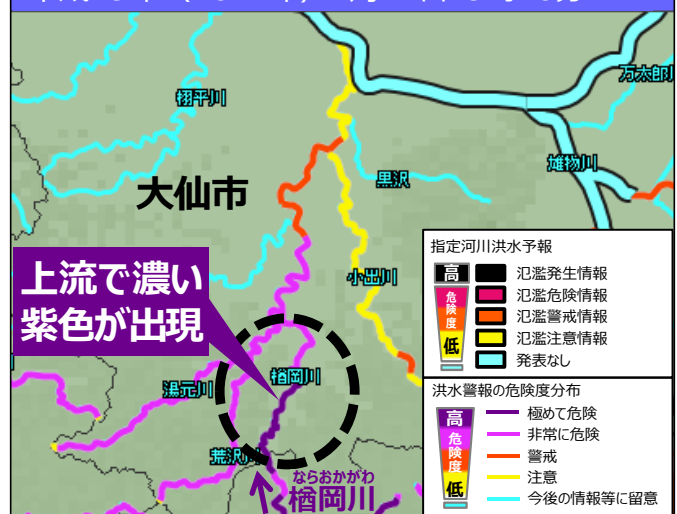 万太郎川
栩平川
雄物川
黒沢
大仙市
小出川
上流で濃い
紫色が出現
楢岡川
湯元川
荒沢川
ならおかがわ
楢岡川
指定河川洪水予報
高
危険度
低
氾濫発生情報
氾濫危険情報
氾濫警戒情報
氾濫注意情報
発表なし
洪水警報の危険度分布
高
危険度
低
極めて危険
非常に危険
警戒
注意
今後の情報等に留意